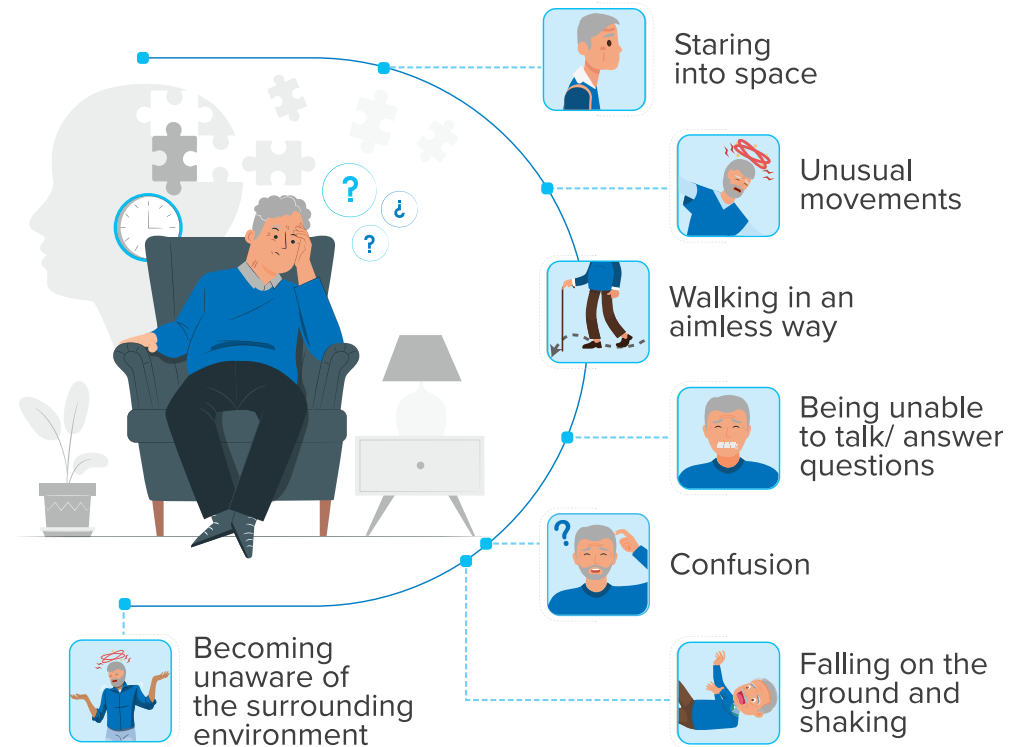 Staring
into space
Unusual
movements
Walking in an
aimless way
Being unable
to talk/ answer
questions
Confusion
Falling on the
ground and
shaking
Becoming
unaware of
the surrounding
environment
?
¿
?
?